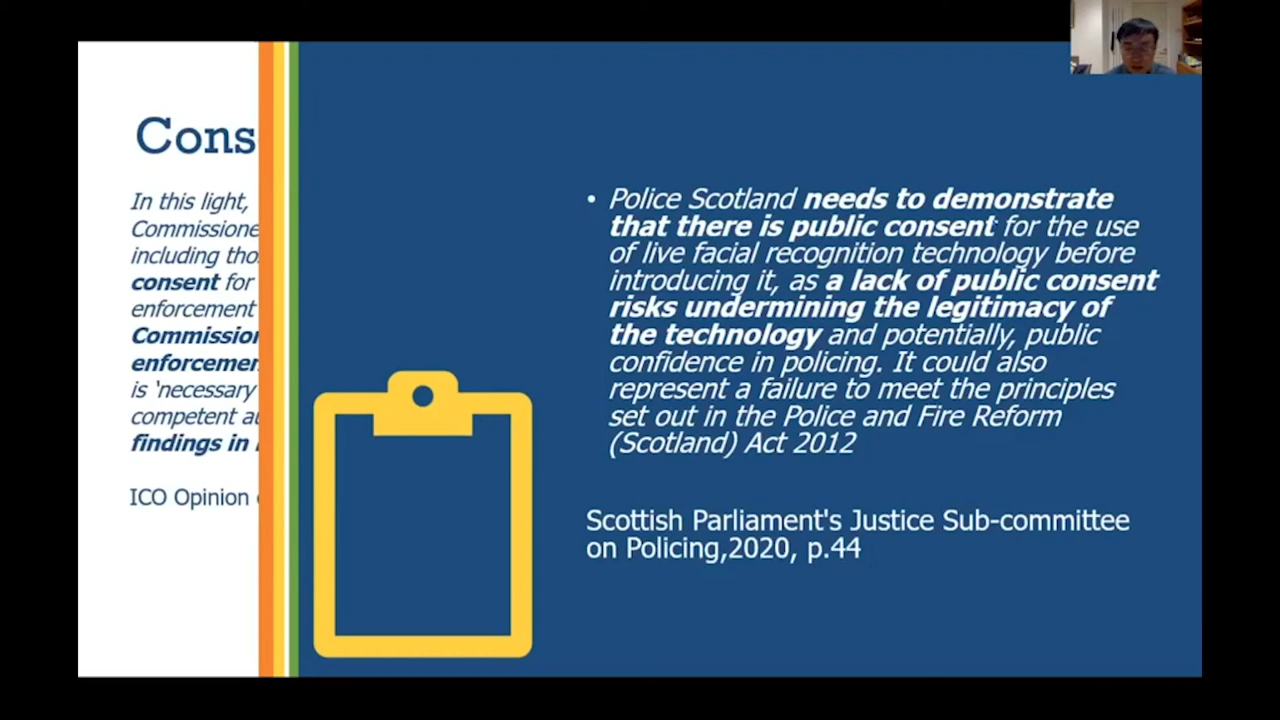 Cons
In this light,
Commissione
including tho
consent for
enforcement
Commission
enforcemen
is 'necessary
competent au
findings in
ICO Opinion
• Police Scotland needs to demonstrate
that there is public consent for the use
of live facial recognition technology before
introducing it, as a lack of public consent
risks undermining the legitimacy of
the technology and potentially, public
confidence in policing. It could also
represent a failure to meet the principles
set out in the Police and Fire Reform
(Scotland) Act 2012
Scottish Parliament's Justice Sub-committee
on Policing,2020, p.44